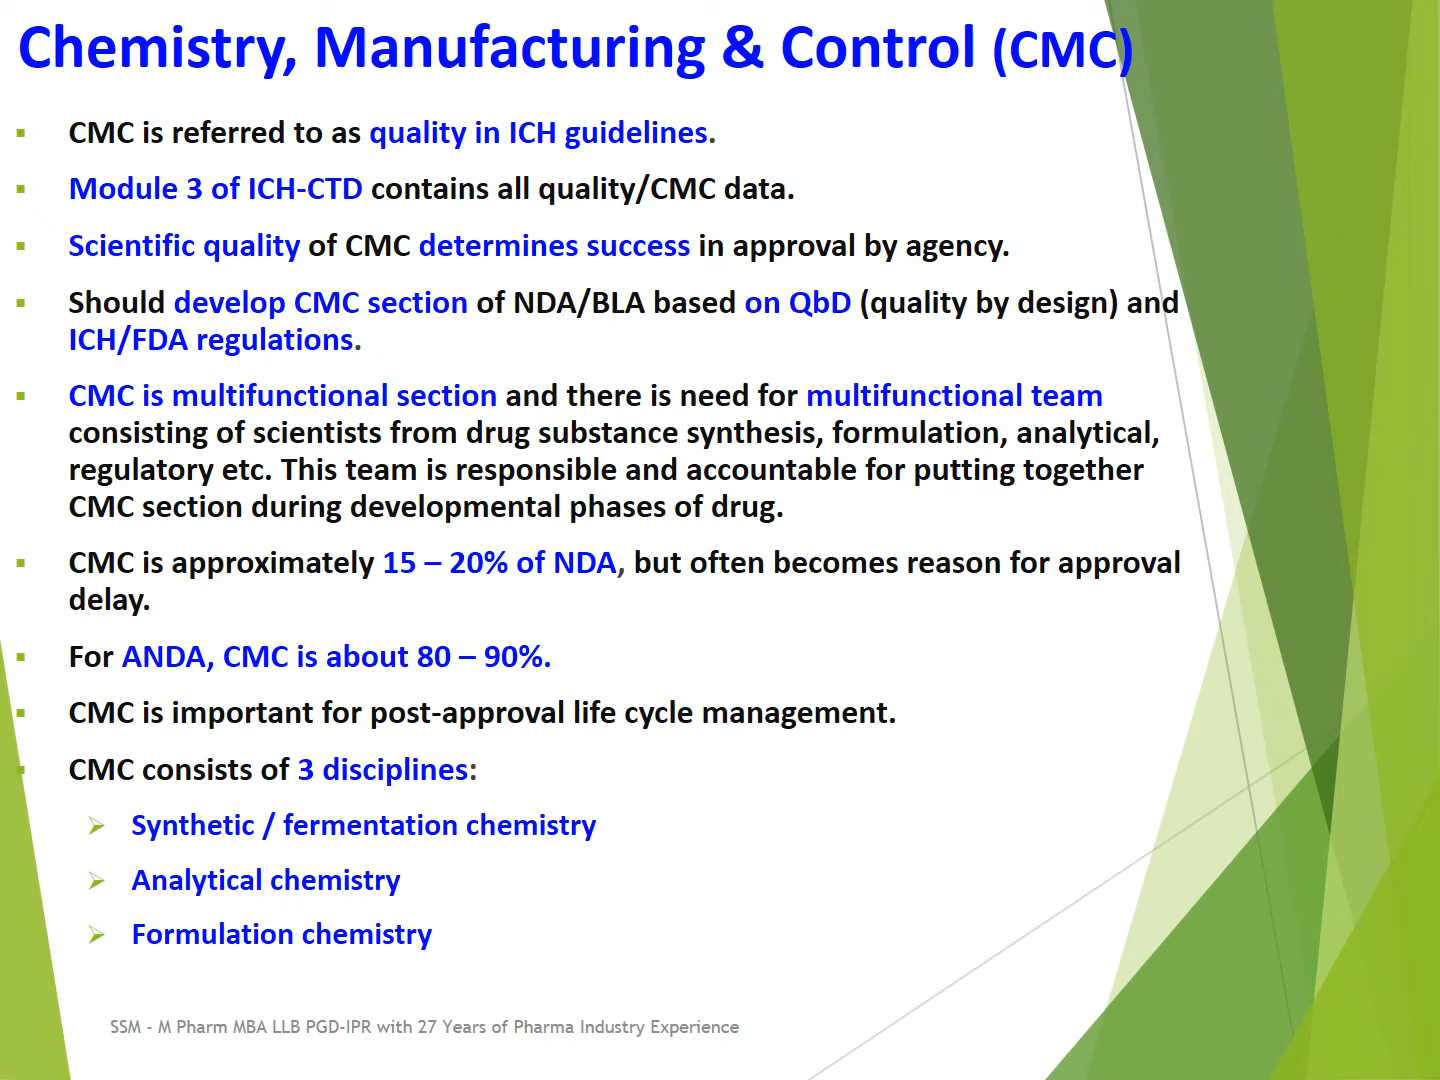 Chemistry, Manufacturing & Control (CMC)
▪ CMC is referred to as quality in ICH guidelines.
▪ Module 3 of ICH-CTD contains all quality/CMC data.
▪ Scientific quality of CMC determines success in approval by agency.
▪ Should develop CMC section of NDA/BLA based on QbD (quality by design) and
ICH/FDA regulations.
▪ CMC is multifunctional section and there is need for multifunctional team
consisting of scientists from drug substance synthesis, formulation, analytical,
regulatory etc. This team is responsible and accountable for putting together
CMC section during developmental phases of drug.
▪ CMC is approximately 15 – 20% of NDA, but often becomes reason for approval
delay.
▪ For ANDA, CMC is about 80 – 90%.
▪ CMC is important for post-approval life cycle management.
▪ CMC consists of 3 disciplines:
➢ Synthetic / fermentation chemistry
➢ Analytical chemistry
➢ Formulation chemistry
SSM - M Pharm MBA LLB PGD-IPR with 27 Years of Pharma Industry Experience